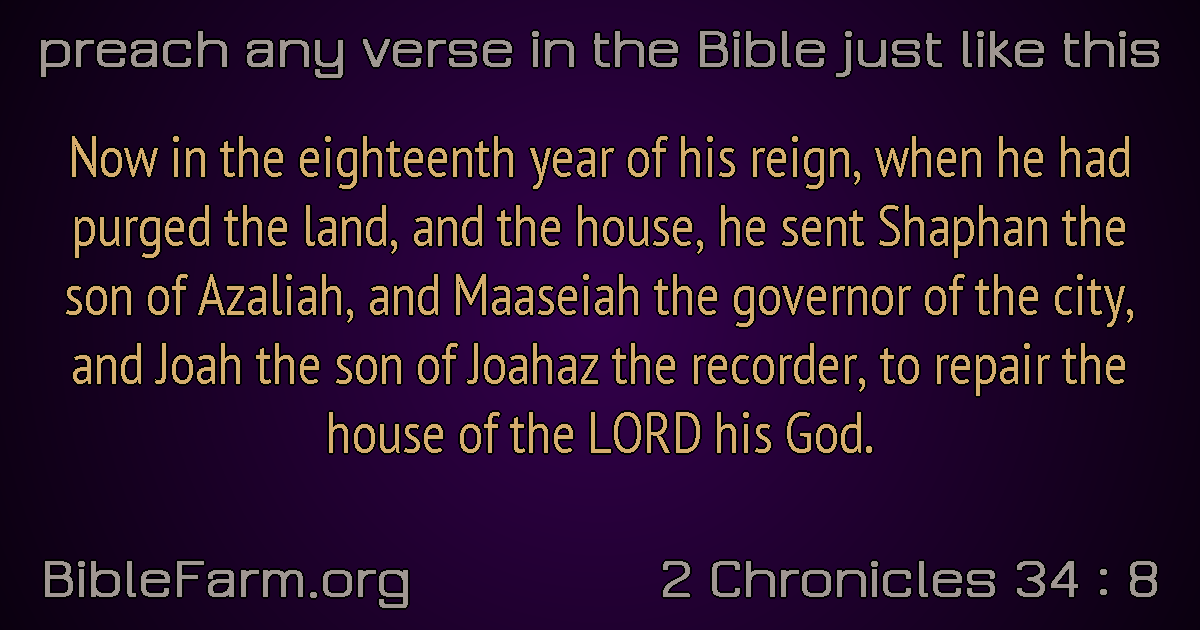 preach any verse in the Bible just like this
Now in the eighteenth year of his reign, when he had
purged the land, and the house, he sent Shaphan the
son of Azaliah, and Maaseiah the governor of the city,
and Joah the son of Joahaz the recorder, to repair the
house of the LORD his God.
BibleFarm.org
2 Chronicles 34 : 8